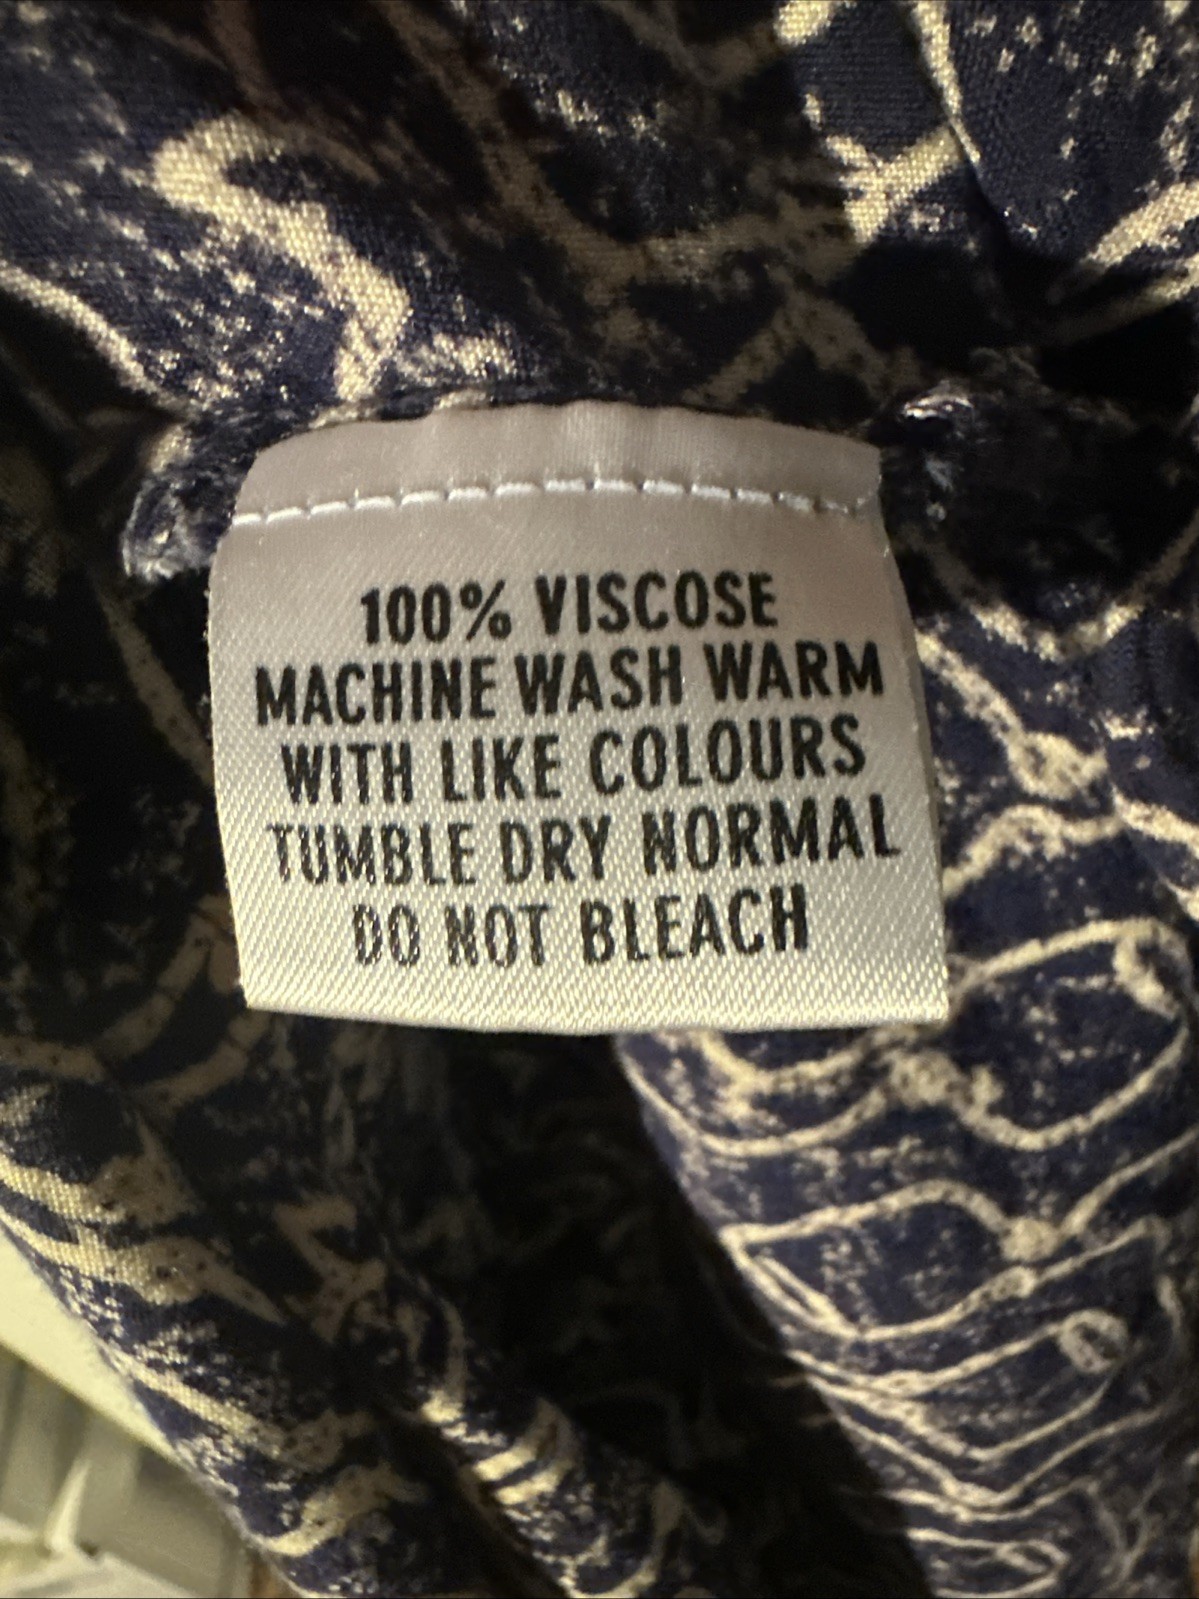 100% VISCOSE
MACHINE WASH WARM
WITH LIKE COLOURS
TUMBLE DRY NORMAL
DO NOT BLEACH